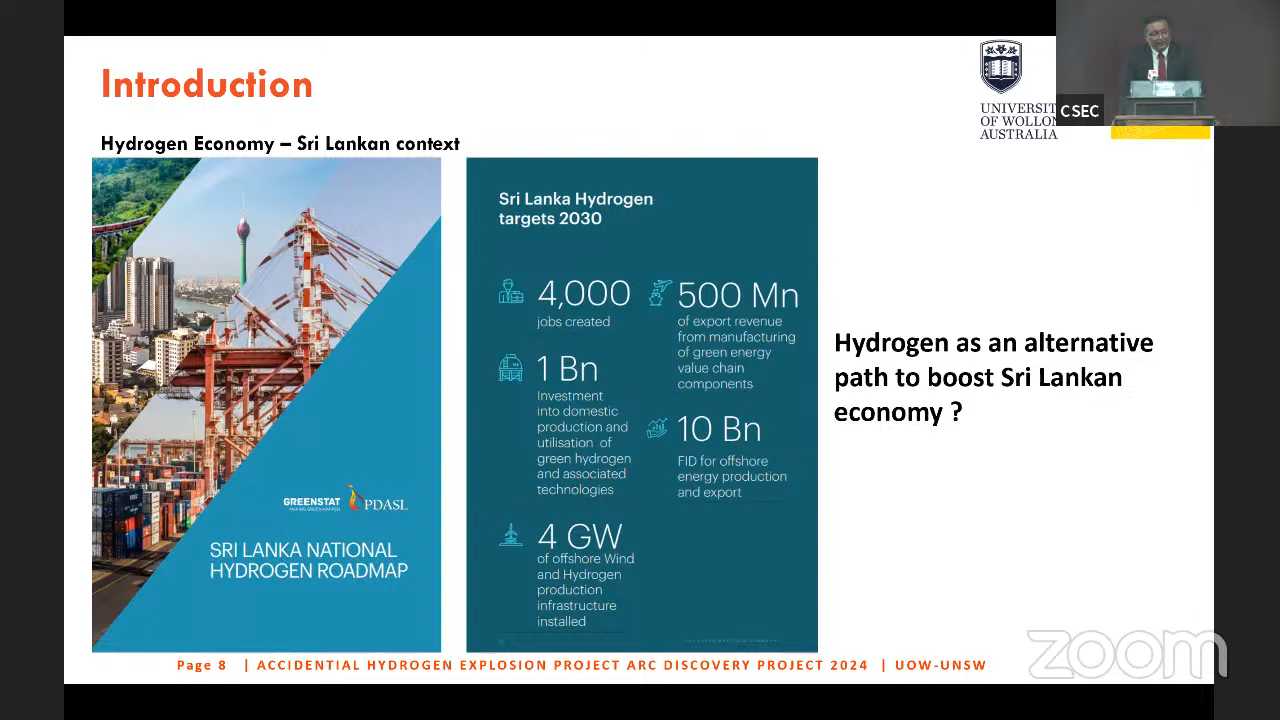 Introduction
UNIVERSIT
OF WOLLON
AUSTRALIA
CSEC
Hydrogen Economy – Sri Lankan context
GREENSTAT
PDASL
SRI LANKA NATIONAL
HYDROGEN ROADMAP
Sri Lanka Hydrogen
targets 2030
4,000
jobs created
1 Bn
Investment
into domestic
production and
utilisation of
green hydrogen
and associated
technologies
4 GW
of offshore Wind
and Hydrogen
production
infrastructure
installed
500 Mn
of export revenue
from manufacturing
of green energy
value chain
components
10 Bn
FID for offshore
energy production
and export
Hydrogen as an alternative
path to boost Sri Lankan
economy ?
Page 8 | ACCIDENTIAL HYDROGEN EXPLOSION PROJECT ARC DISCOVERY PROJECT 2024 | UOW-UNSW
zoom